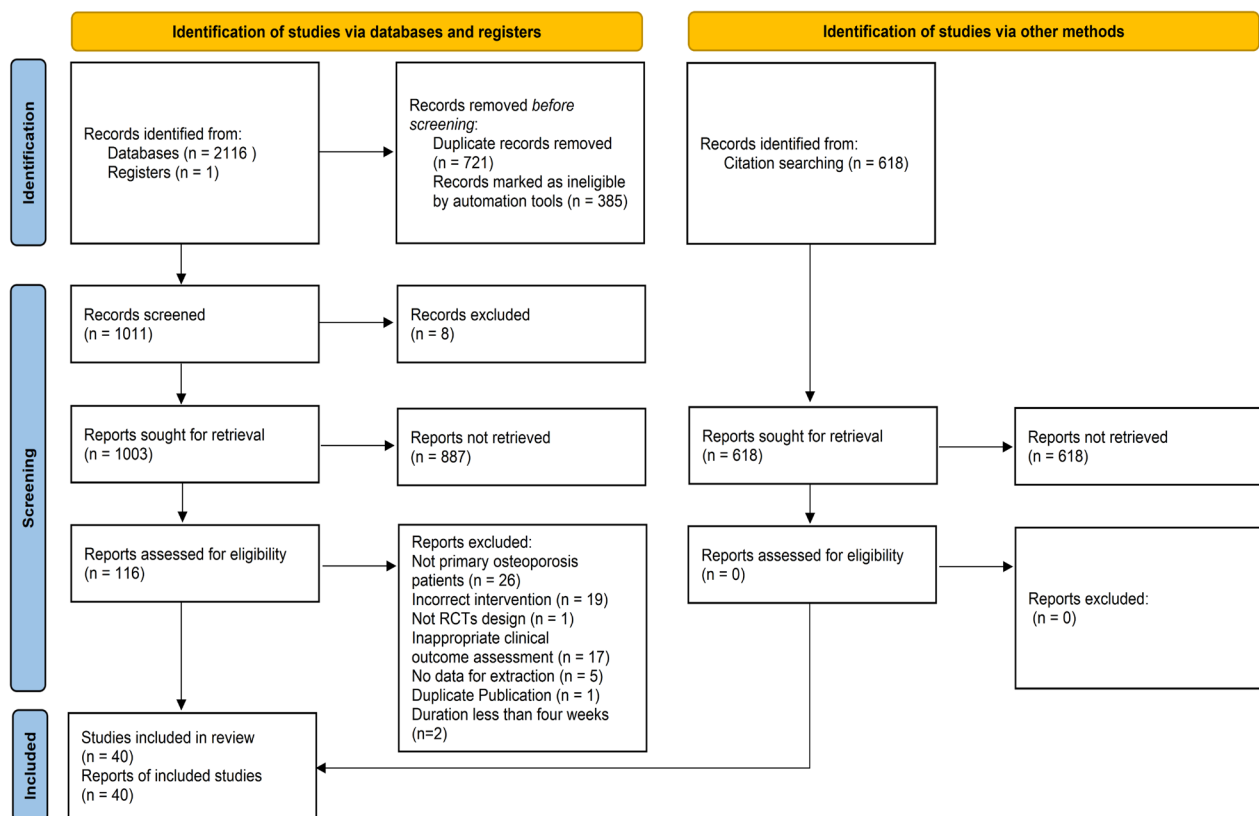 Identification of studies via databases and registers
Identification of studies via other methods
Identification
Records identified from:
Databases (n = 2116 )
Registers (n = 1)
Records removed before
screening:
Duplicate records removed
(n = 721)
Records marked as ineligible
by automation tools (n = 385)
Records identified from:
Citation searching (n = 618)
Screening
Records screened
(n = 1011)
Records excluded
(n = 8)
Reports sought for retrieval
(n = 1003)
Reports not retrieved
(n = 887)
Reports sought for retrieval
(n = 618)
Reports not retrieved
(n = 618)
Reports assessed for eligibility
(n = 116)
Reports excluded:
Not primary osteoporosis
patients (n = 26)
Incorrect intervention (n = 19)
Not RCTs design (n = 1)
Inappropriate clinical
outcome assessment (n = 17)
No data for extraction (n = 5)
Duplicate Publication (n = 1)
Duration less than four weeks
(n=2)
Reports assessed for eligibility
(n = 0)
Reports excluded:
(n = 0)
Included
Studies included in review
(n = 40)
Reports of included studies
(n = 40)